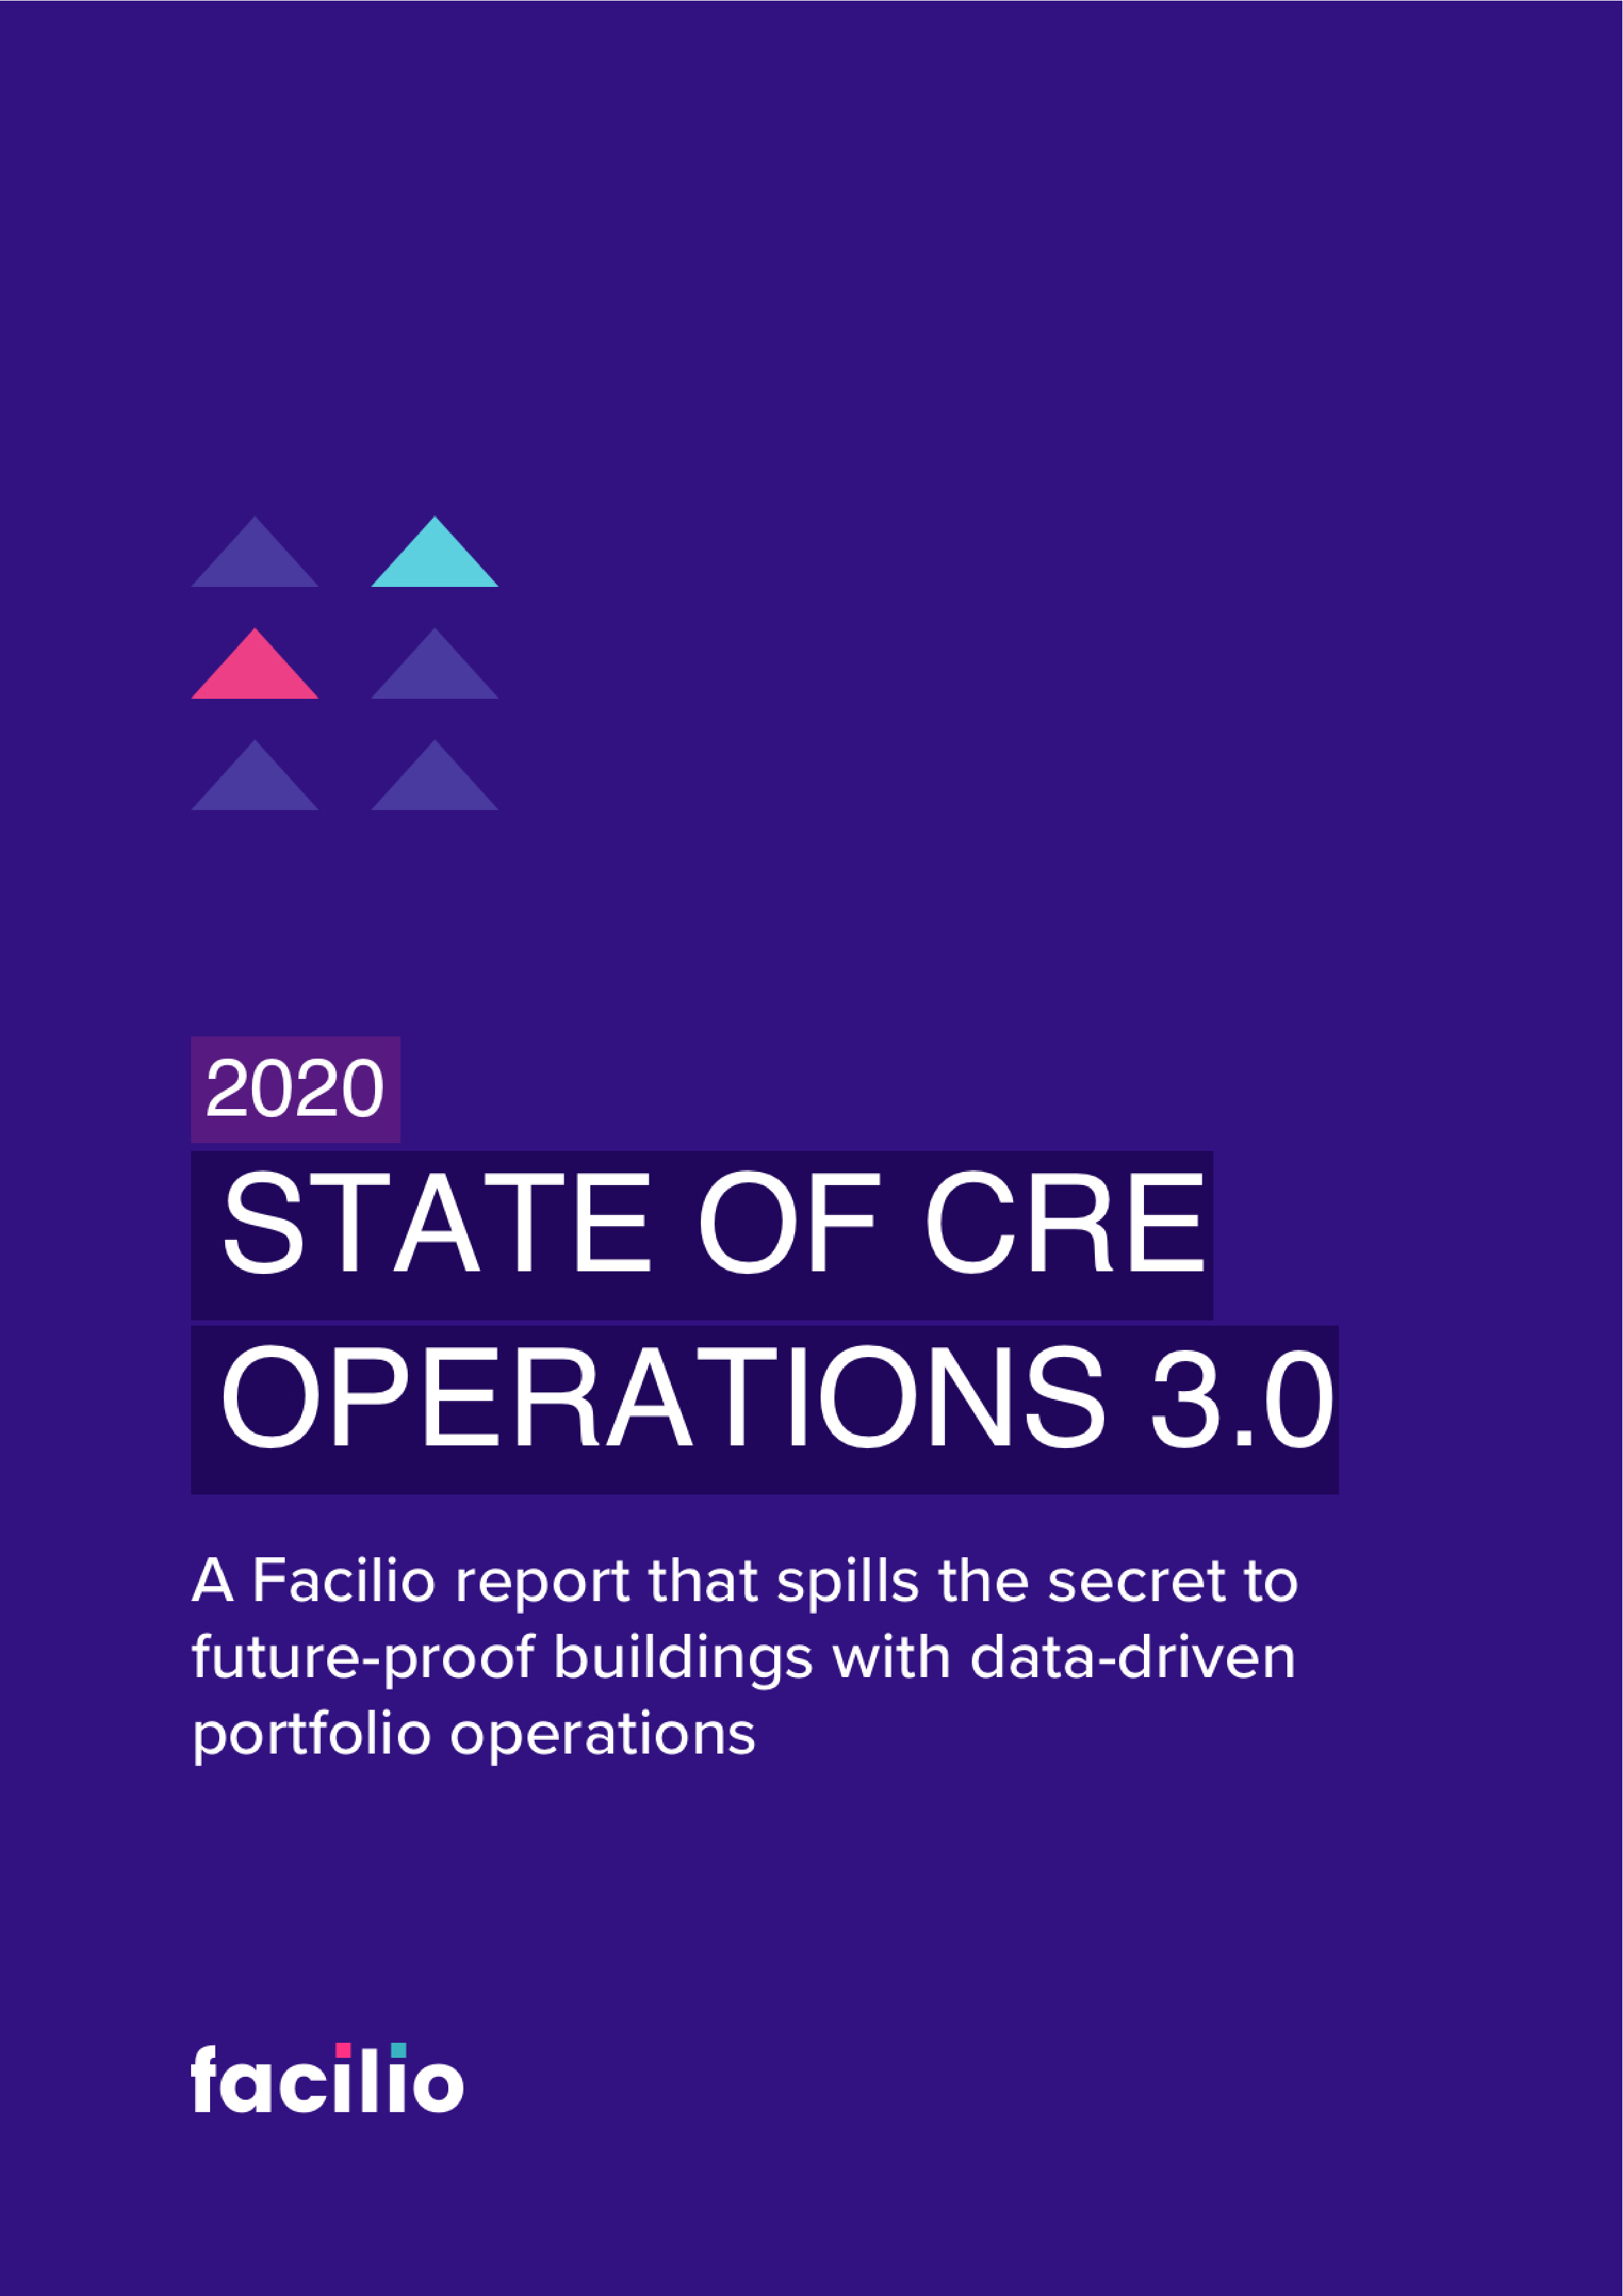 2020
STATE OF CRE
OPERATIONS 3.0
A Facilio report that spills the secret to
future-proof buildings with data-driven
portfolio operations
facilio